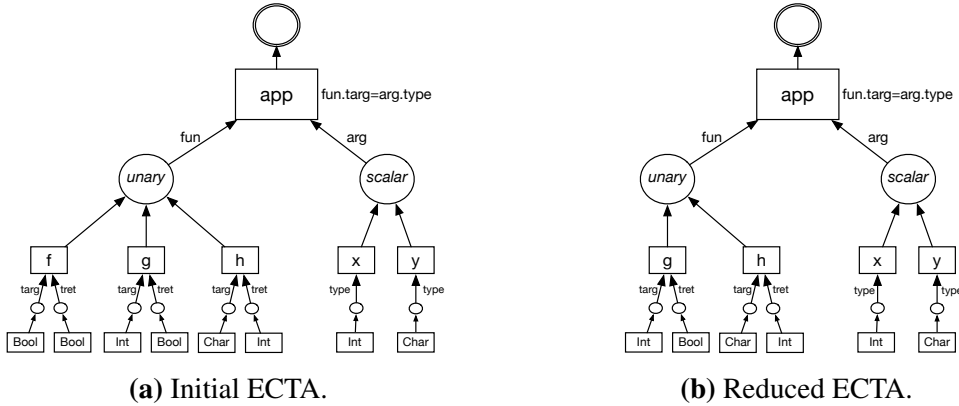 app fun.targ=arg.type
fun arg
unary scalar
f g h x y
targ tret targ tret targ tret type type
Bool Bool Int Bool Char Int Int Char
(a) Initial ECTA.
app fun.targ=arg.type
fun arg
unary scalar
g h x y
targ tret targ tret type type
Int Bool Char Int Int Char
(b) Reduced ECTA.